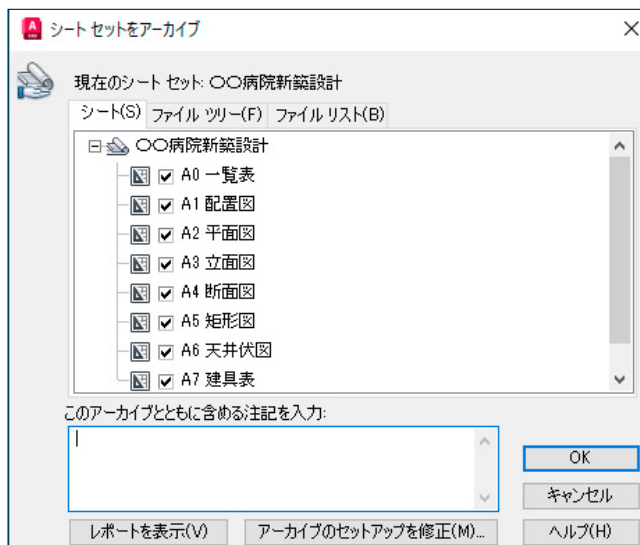 シート セットをアーカイブ
現在のシート セット: 〇〇病院新築設計
シート(S) ファイル ツリー(F) ファイル リスト(B)
〇〇病院新築設計
A0 一覧表
A1 配置図
A2 平面図
A3 立面図
A4 断面図
A5 矩形図
A6 天井伏図
A7 建具表
このアーカイブとともに含める注記を入力:
OK
キャンセル
レポートを表示(V) アーカイブのセットアップを修正(M)... ヘルプ(H)